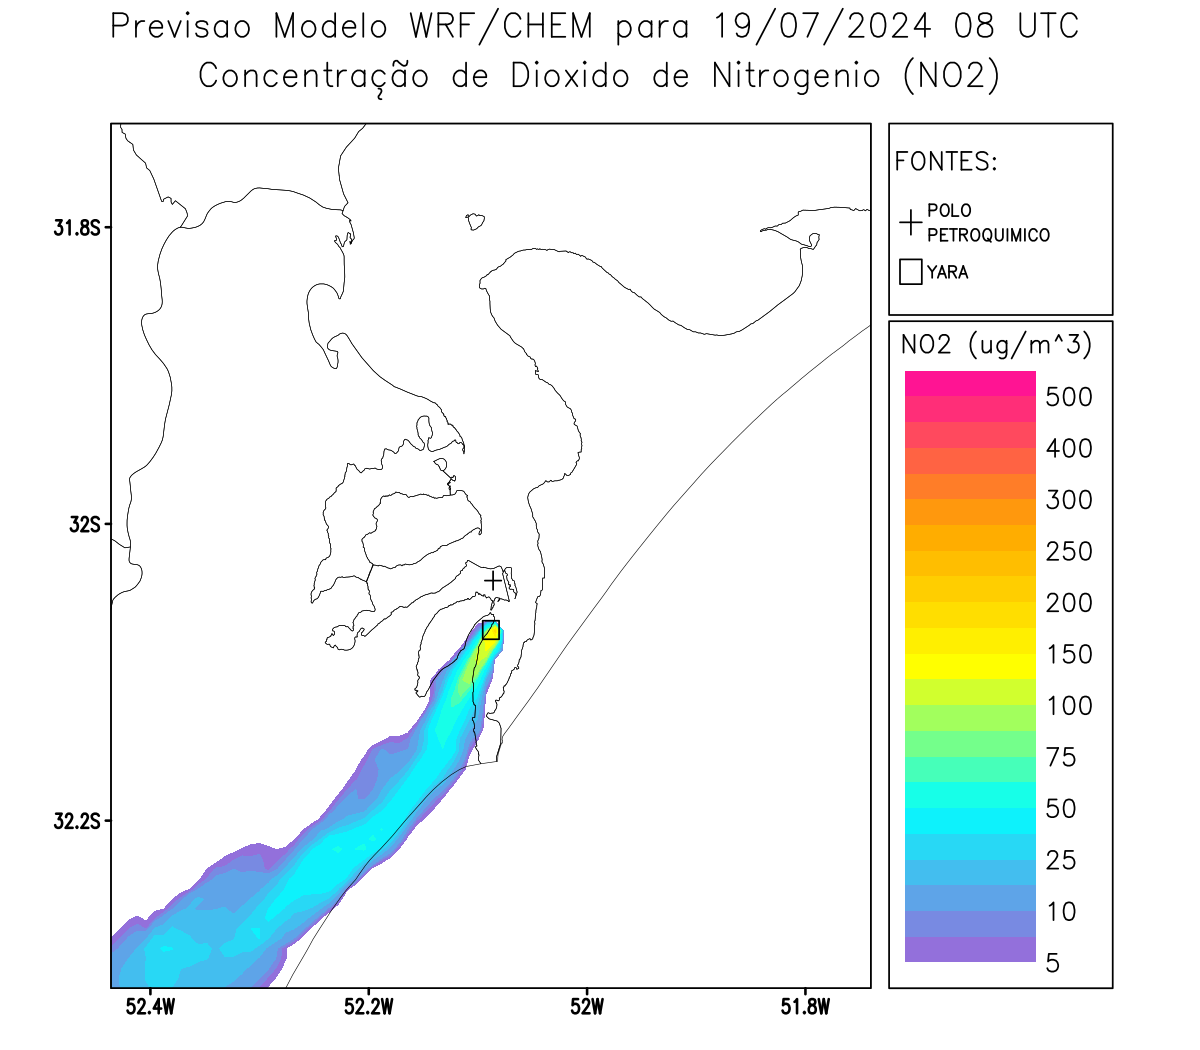 Previsao Modelo WRF/CHEM para 19/07/2024 08 UTC
Concentração de Dioxido de Nitrogenio (NO2)
FONTES:
POLO
PETROQUIMICO
YARA
NO2 (ug/m^3)
500
400
300
250
200
150
100
75
50
25
10
5
31.8S
32S
32.2S
52.4W
52.2W
52W
51.8W